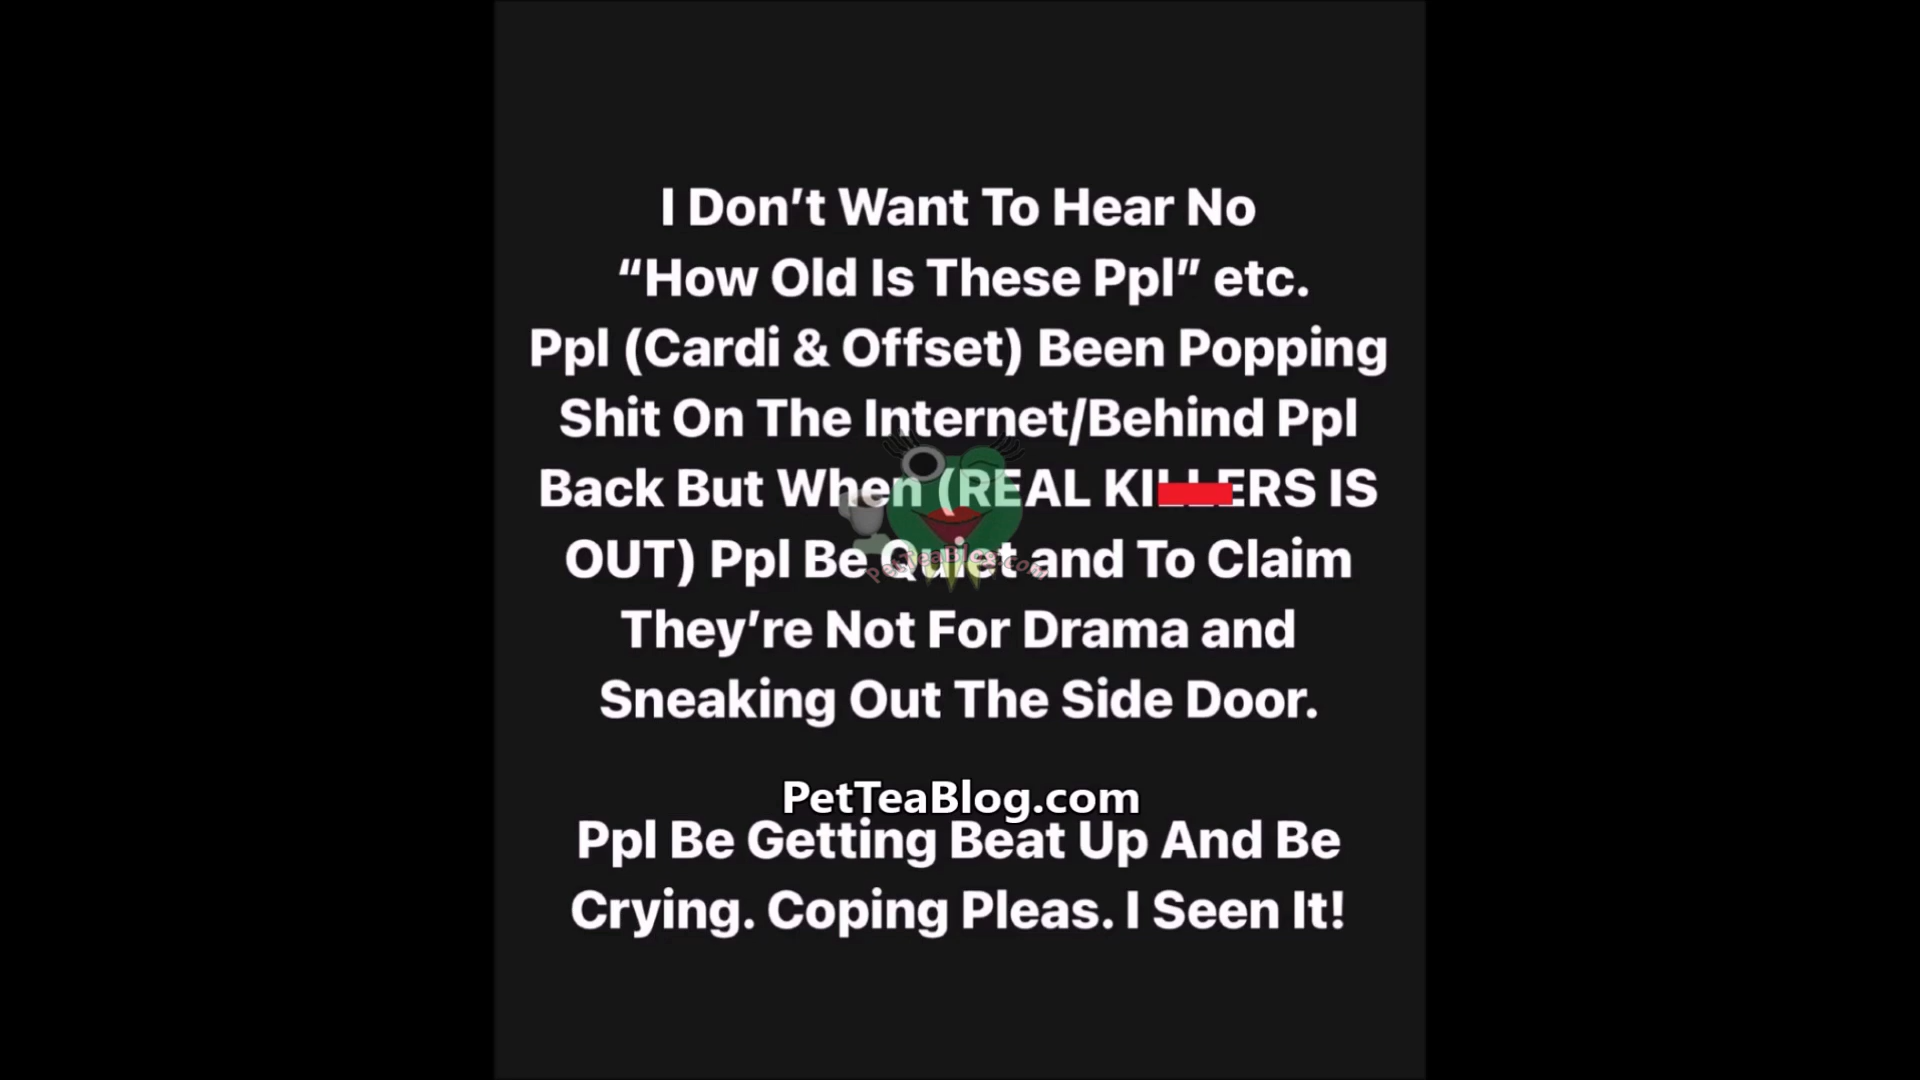 I Don’t Want To Hear No
“How Old Is These Ppl” etc.
Ppl (Cardi & Offset) Been Popping
Shit On The Internet/Behind Ppl
Back But When (REAL KILLERS IS
OUT) Ppl Be Quiet and To Claim
They’re Not For Drama and
Sneaking Out The Side Door.
PetTeaBlog.com
PetTeaBlog.com
Ppl Be Getting Beat Up And Be
Crying. Coping Pleas. I Seen It!